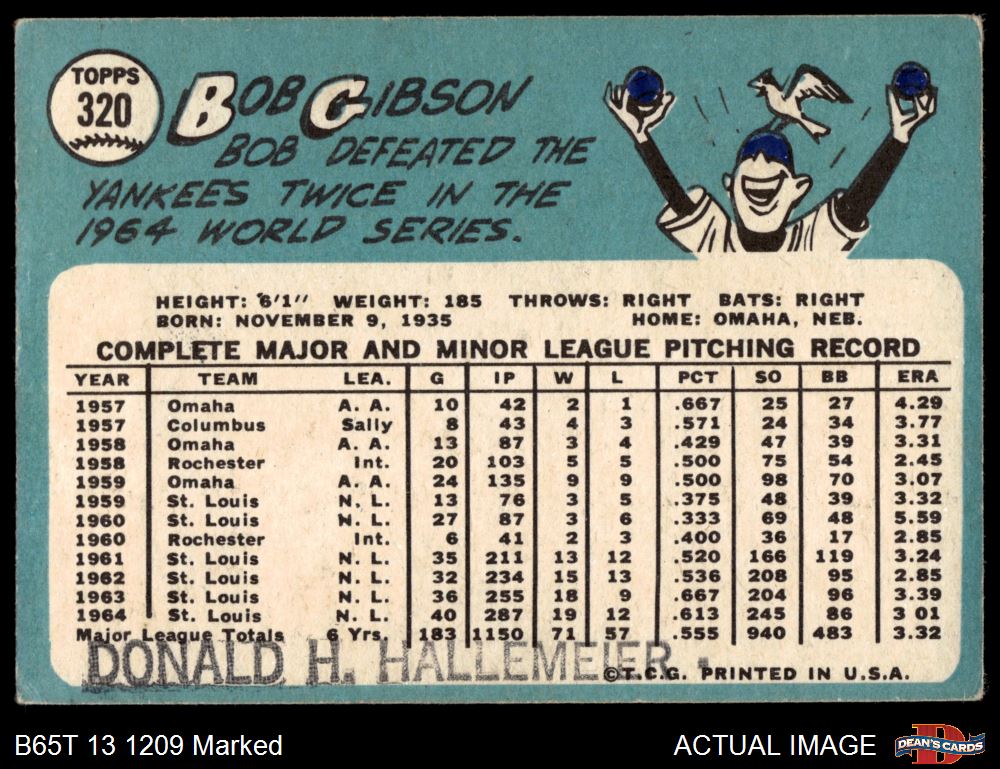 TOPPS
320
BOB GIBSON
BOB DEFEATED THE
YANKEES TWICE IN THE
1964 WORLD SERIES.
HEIGHT: 6'1" WEIGHT: 185 THROWS: RIGHT BATS: RIGHT
BORN: NOVEMBER 9, 1935 HOME: OMAHA, NEB.
COMPLETE MAJOR AND MINOR LEAGUE PITCHING RECORD
YEAR TEAM LEA. G IP W L PCT SO BB ERA
1957 Omaha A. A. 10 42 2 1 .667 25 27 4.29
1957 Columbus Sally 8 43 4 3 .571 24 34 3.77
1958 Omaha A. A. 13 87 3 4 .429 47 39 3.31
1958 Rochester Int. 20 103 5 5 .500 75 54 2.45
1959 Omaha A. A. 24 135 9 9 .500 98 70 3.07
1959 St. Louis N. L. 13 76 3 5 .375 48 39 3.32
1960 St. Louis N. L. 27 87 3 6 .333 69 48 5.59
1960 Rochester Int. 6 41 2 3 .400 36 17 2.85
1961 St. Louis N. L. 35 211 13 12 .520 166 119 3.24
1962 St. Louis N. L. 32 234 15 13 .536 208 95 2.85
1963 St. Louis N. L. 36 255 18 9 .667 204 96 3.39
1964 St. Louis N. L. 40 287 19 12 .613 245 86 3 01
Major League Totals 6 Yrs. 183 1150 71 57 .555 940 483 3.32
DONALD H. HALLEMEIER
©T.C.G. PRINTED IN U.S.A.
B65T 13 1209 Marked
ACTUAL IMAGE
D
DEAN'S CARDS